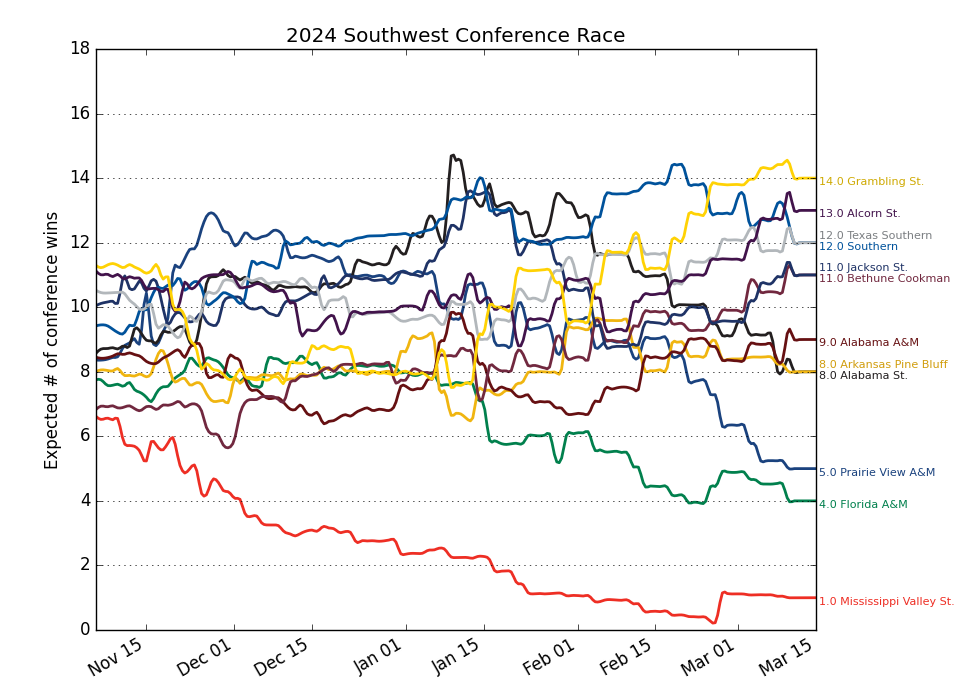 2024 Southwest Conference Race
Expected # of conference wins
18
16
14
12
10
8
6
4
2
0
14.0 Grambling St.
13.0 Alcorn St.
12.0 Texas Southern
12.0 Southern
11.0 Jackson St.
11.0 Bethune Cookman
9.0 Alabama A&M
8.0 Arkansas Pine Bluff
8.0 Alabama St.
5.0 Prairie View A&M
4.0 Florida A&M
1.0 Mississippi Valley St.
Nov 15
Dec 01
Dec 15
Jan 01
Jan 15
Feb 01
Feb 15
Mar 01
Mar 15